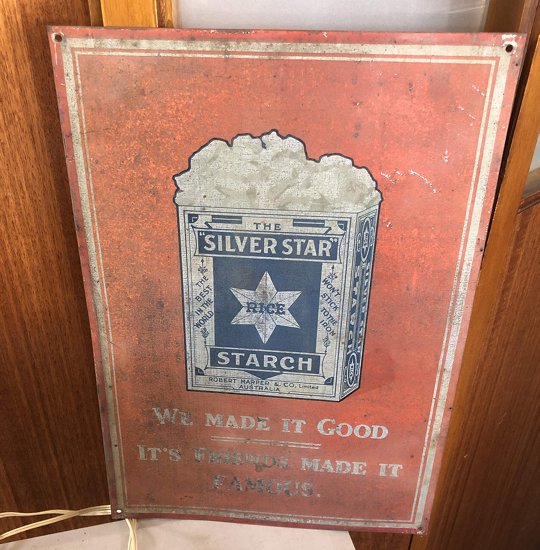 THE
"SILVER STAR"
THE BEST
IN THE
WORLD
RICE
WON'T
STICK
TO THE
IRON
STARCH
ROBERT HARPER & CO. Limited
AUSTRALIA
WE MADE IT GOOD
IT'S FRIENDS MADE IT
FAMOUS.